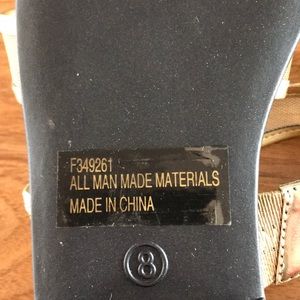 F349261
ALL MAN MADE MATERIALS
MADE IN CHINA
8